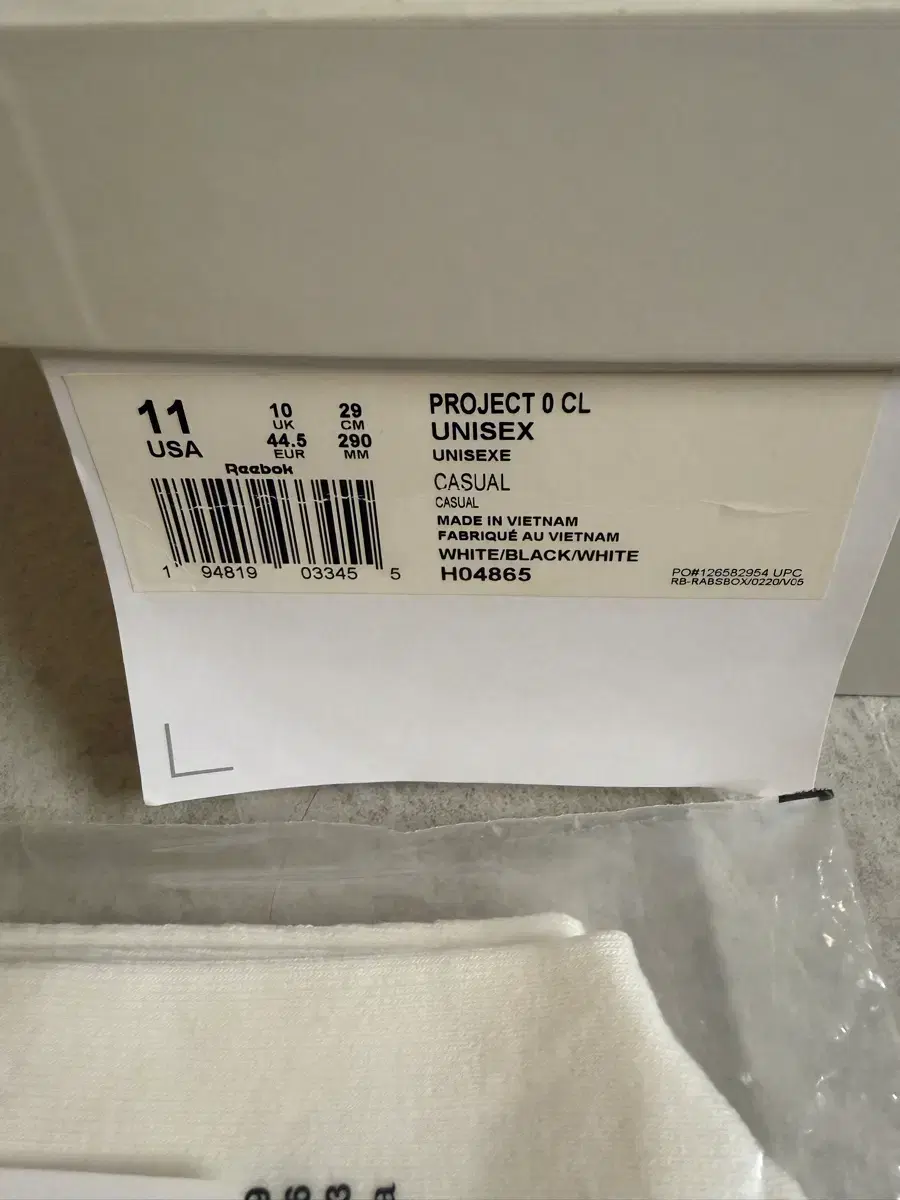 11
USA
10
UK
44.5
EUR
29
CM
290
MM
Reebok
1 94819 03345 5
PROJECT 0 CL
UNISEX
UNISEXE
CASUAL
CASUAL
MADE IN VIETNAM
FABRIQUÉ AU VIETNAM
WHITE/BLACK/WHITE
H04865
PO#126582954 UPC
RB-RABSBOX/0220/V05